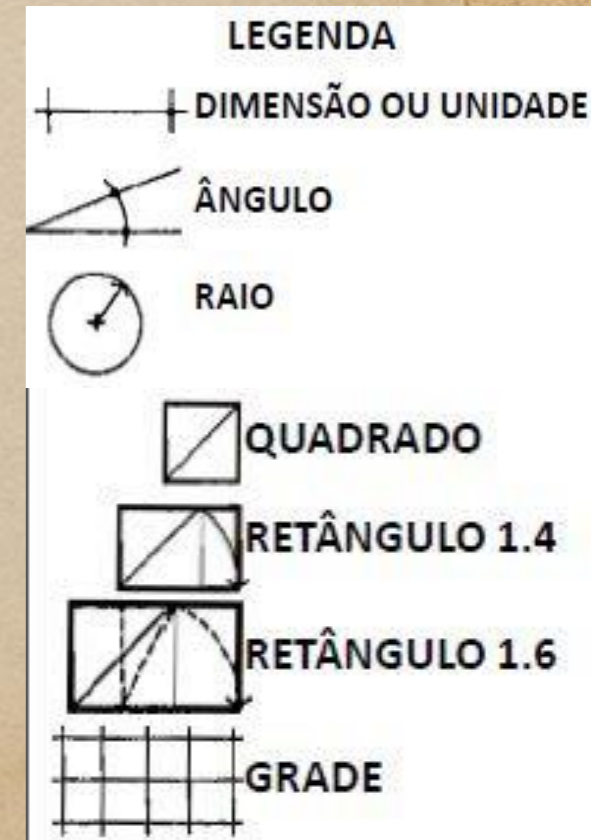 LEGENDA
DIMENSÃO OU UNIDADE
ÂNGULO
RAIO
QUADRADO
RETÂNGULO 1.4
RETÂNGULO 1.6
GRADE